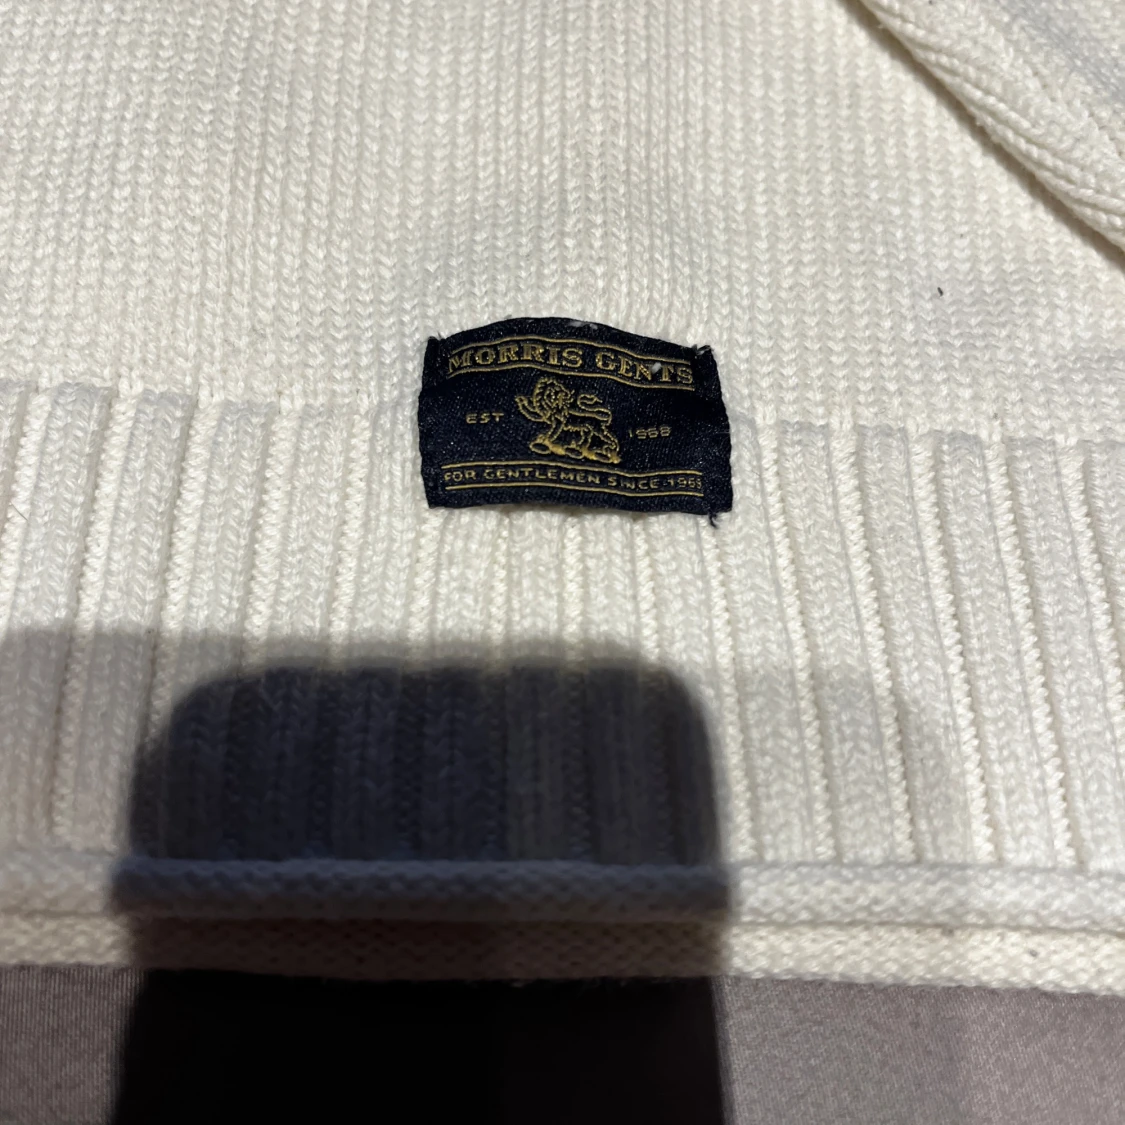 MORRIS GENTS
EST 1968
FOR GENTLEMEN SINCE 1968